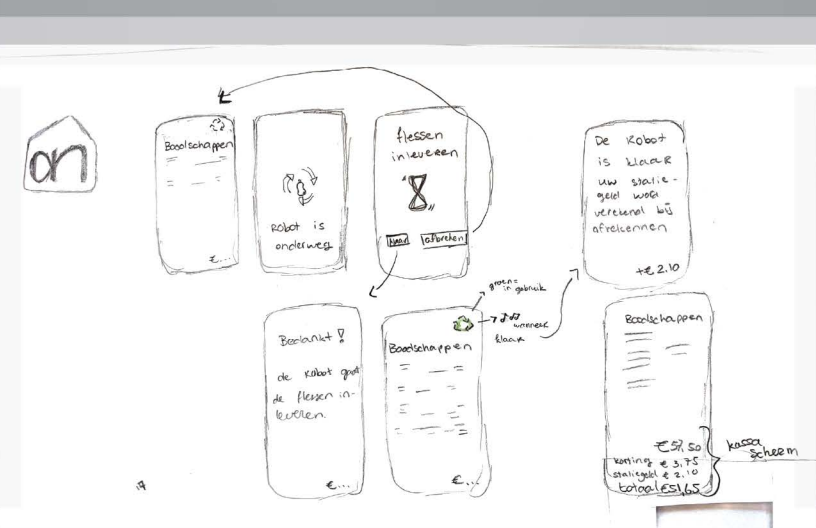 on
Boodschappen
€...
Robot is
onderweg
flessen
inleveren
klaar
afbreken
De Robot
is klaar
uw statie-
geld word
verekend bij
afrekennen
+€ 2.10
Bedankt!
de Robot gaat
de flessen in-
leveren.
€...
groen=
in gebruik
Boodschappen
wanneer
klaar
€...
Boodschappen
€57,50
korting € 3,75
statiegeld € 2,10
totaal €51,65
kassa
scherm